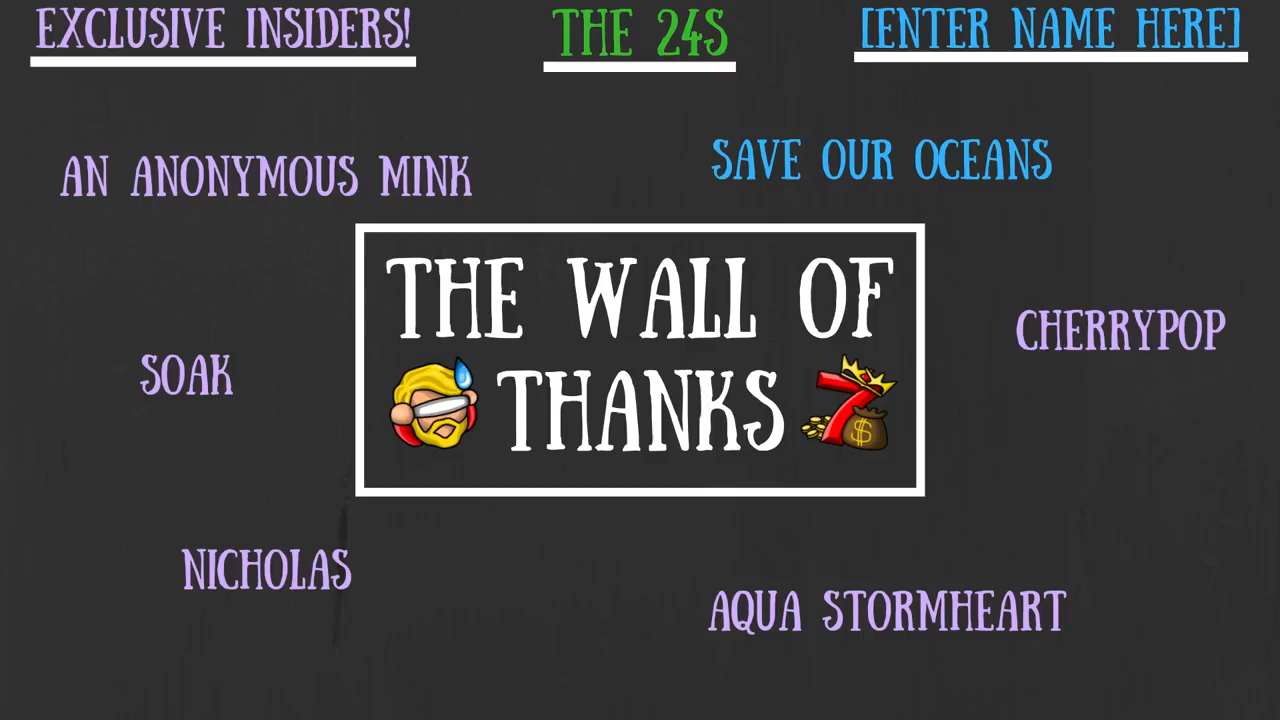 EXCLUSIVE INSIDERS!
THE 24S
[ENTER NAME HERE]
AN ANONYMOUS MINK
SAVE OUR OCEANS
THE WALL OF
THANKS 7
$
CHERRYPOP
SOAK
NICHOLAS
AQUA STORMHEART